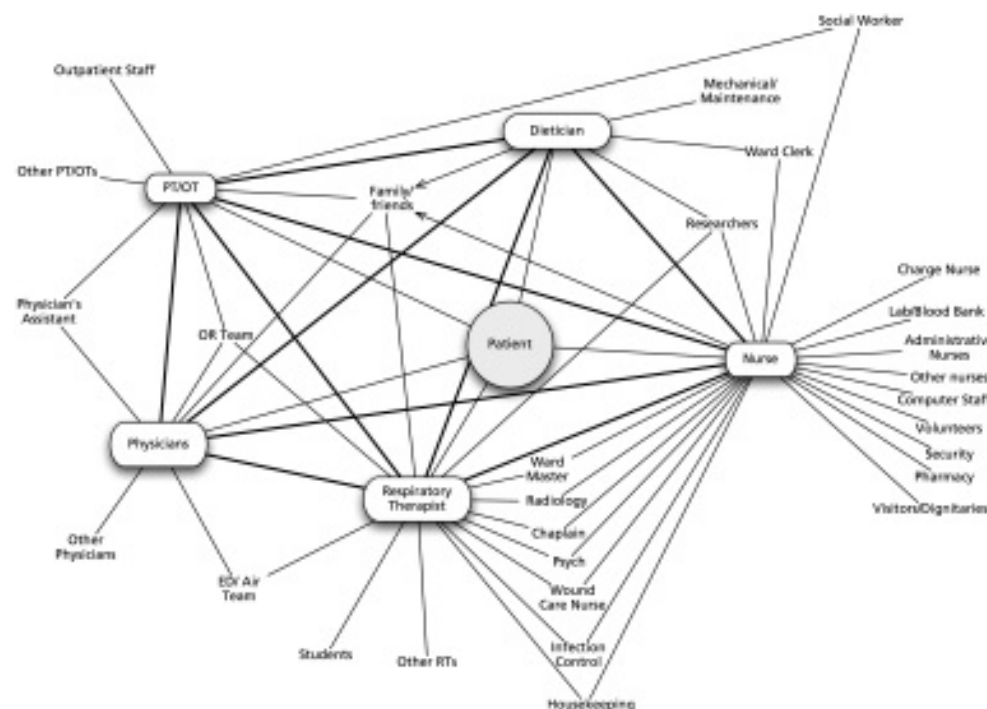 Social Worker
Outpatient Staff
Mechanical/
Maintenance
Dietician
Ward Clerk
Other PT/OTs
PT/OT
Family/
friends
Researchers
Charge Nurse
Physician's
Assistant
Lab/Blood Bank
OR Team
Patient
Administrative
Nurses
Nurse
Other nurses
Computer Staff
Volunteers
Physicians
Security
Ward
Master
Pharmacy
Respiratory
Therapist
Radiology
Visitors/Dignitaries
Chaplain
Other
Physicians
Psych
ED/ Air
Team
Wound
Care Nurse
Students
Other RTs
Infection
Control
Housekeeping